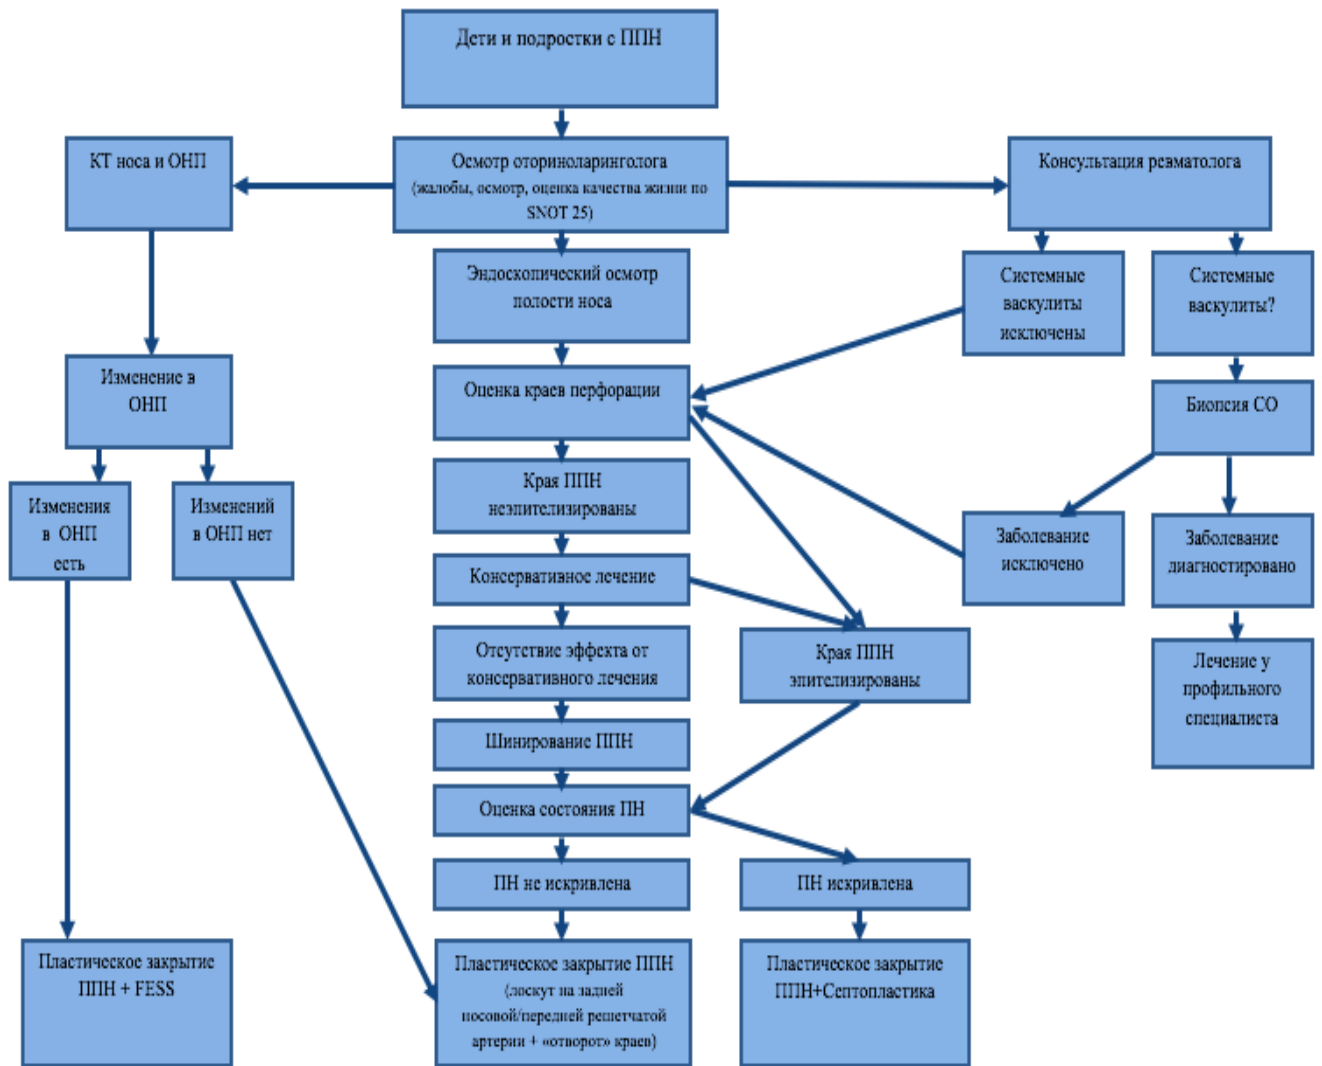 Дети и подростки с ППН
КТ носа и ОНП
Осмотр оториноларинголога
(жалобы, осмотр, оценка качества жизни по
SNOT 25)
Консультация ревматолога
Эндоскопический осмотр
полости носа
Системные
васкулиты
исключены
Системные
васкулиты?
Изменение в
ОНП
Оценка краев перфорации
Биопсия СО
Изменения
в ОНП
есть
Изменений
в ОНП нет
Края ППН
неэпителизированы
Заболевание
исключено
Заболевание
диагностировано
Консервативное лечение
Отсутствие эффекта от
консервативного лечения
Края ППН
эпителизированы
Лечение у
профильного
специалиста
Шинирование ППН
Оценка состояния ПН
ПН не искривлена
ПН искривлена
Пластическое закрытие
ППН + FESS
Пластическое закрытие ППН
(лоскут на задней
носовой/передней решетчатой
артерии + «отворот» краев)
Пластическое закрытие
ППН+Септопластика